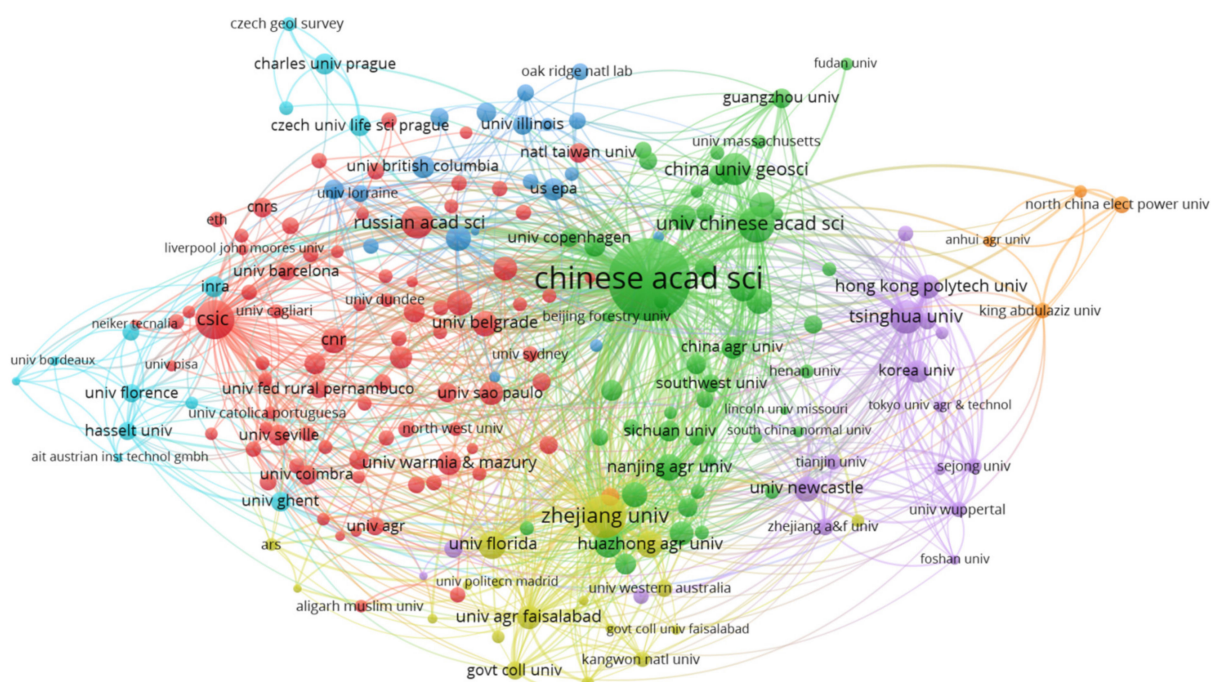 czech geol survey
charles univ prague
oak ridge natl lab
fudan univ
guangzhou univ
czech univ life sci prague
univ illinois
univ massachusetts
natl taiwan univ
univ british columbia
china univ geosci
us epa
univ lorraine
cnrs
north china elect power univ
eth
russian acad sci
univ chinese acad sci
univ copenhagen
anhui agr univ
liverpool john moores univ
univ barcelona
chinese acad sci
inra
hong kong polytech univ
univ dundee
univ cagliari
king abdulaziz univ
neiker tecnalia
csic
univ belgrade
beijing forestry univ
tsinghua univ
cnr
china agr univ
univ bordeaux
univ pisa
univ sydney
henan univ
korea univ
univ florence
univ fed rural pernambuco
univ sao paulo
southwest univ
tokyo univ agr & technol
univ catolica portuguesa
lincoln univ missouri
hasselt univ
univ seville
north west univ
sichuan univ
south china normal univ
ait austrian inst technol gmbh
univ coimbra
univ warmia & mazury
nanjing agr univ
tianjin univ
sejong univ
univ newcastle
univ ghent
univ wuppertal
zhejiang univ
univ agr
zhejiang a&f univ
ars
univ florida
huazhong agr univ
foshan univ
univ politecn madrid
univ western australia
aligarh muslim univ
univ agr faisalabad
govt coll univ faisalabad
govt coll univ
kangwon natl univ